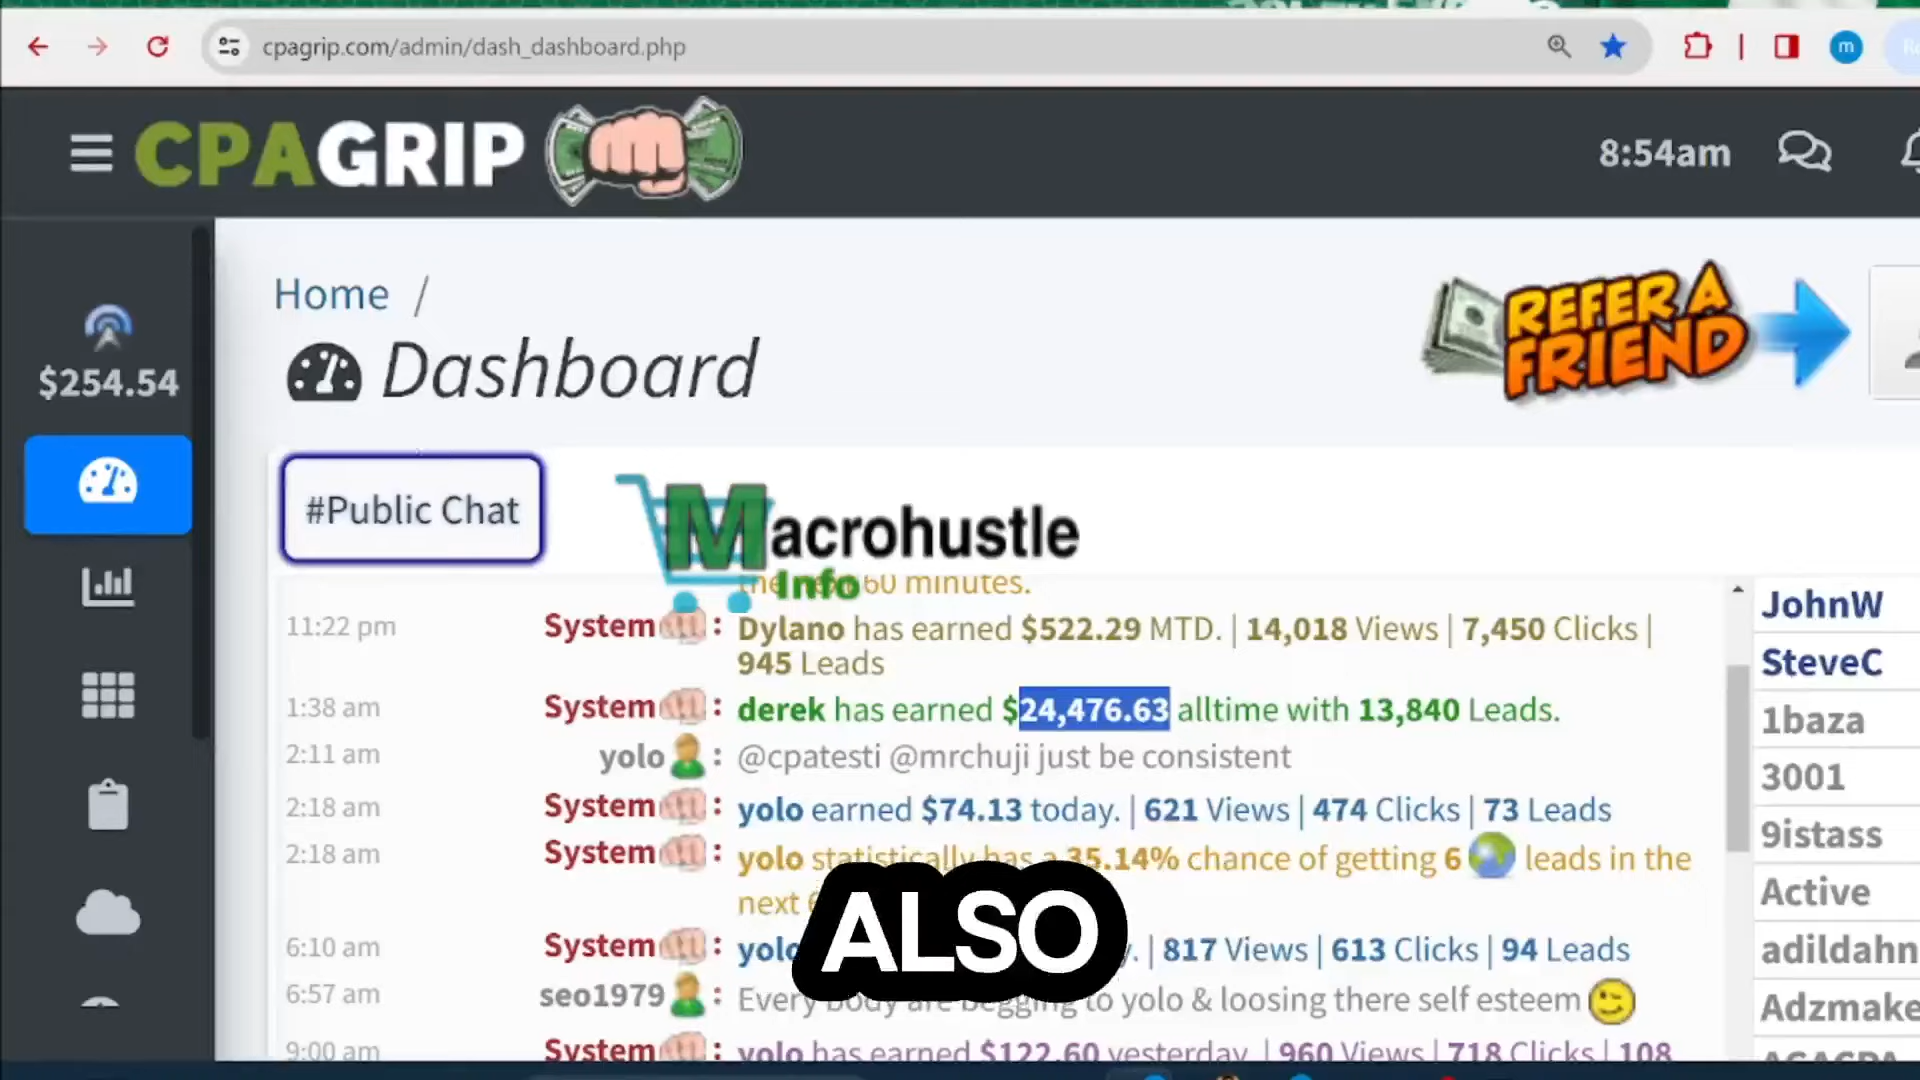 cpagrip.com/admin/dash_dashboard.php
m
CPAGRIP
8:54am
$254.54
Home /
Dashboard
REFER A
FRIEND
#Public Chat
Macrohustle
Info
60 minutes.
11:22 pm System : Dylano has earned $522.29 MTD. | 14,018 Views | 7,450 Clicks |
945 Leads
1:38 am System : derek has earned $24,476.63 alltime with 13,840 Leads.
2:11 am yolo : @cpatesti @mrchuji just be consistent
2:18 am System : yolo earned $74.13 today. | 621 Views | 474 Clicks | 73 Leads
2:18 am System : yolo statistically has a 35.14% chance of getting 6 leads in the
next
6:10 am System : yolo | 817 Views | 613 Clicks | 94 Leads
6:57 am seo1979 : Every body are begging to yolo & loosing there self esteem
9:00 am System : yolo has earned $122.60 yesterday. | 960 Views | 718 Clicks | 108
ALSO
JohnW
SteveC
1baza
3001
9istass
Active
adildahn
Adzmake